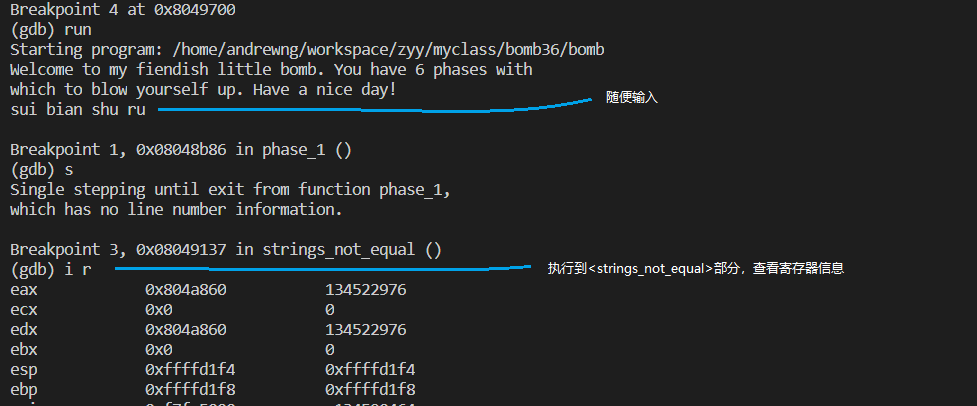 Breakpoint 4 at 0x8049700
(gdb) run
Starting program: /home/andrewng/workspace/zyy/myclass/bomb36/bomb
Welcome to my fiendish little bomb. You have 6 phases with
which to blow yourself up. Have a nice day!
sui bian shu ru 随便输入
Breakpoint 1, 0x08048b86 in phase_1 ()
(gdb) s
Single stepping until exit from function phase_1,
which has no line number information.
Breakpoint 3, 0x08049137 in strings_not_equal ()
(gdb) i r 执行到<strings_not_equal>部分，查看寄存器信息
eax 0x804a860 134522976
ecx 0x0 0
edx 0x804a860 134522976
ebx 0x0 0
esp 0xffffd1f4 0xffffd1f4
ebp 0xffffd1f8 0xffffd1f8